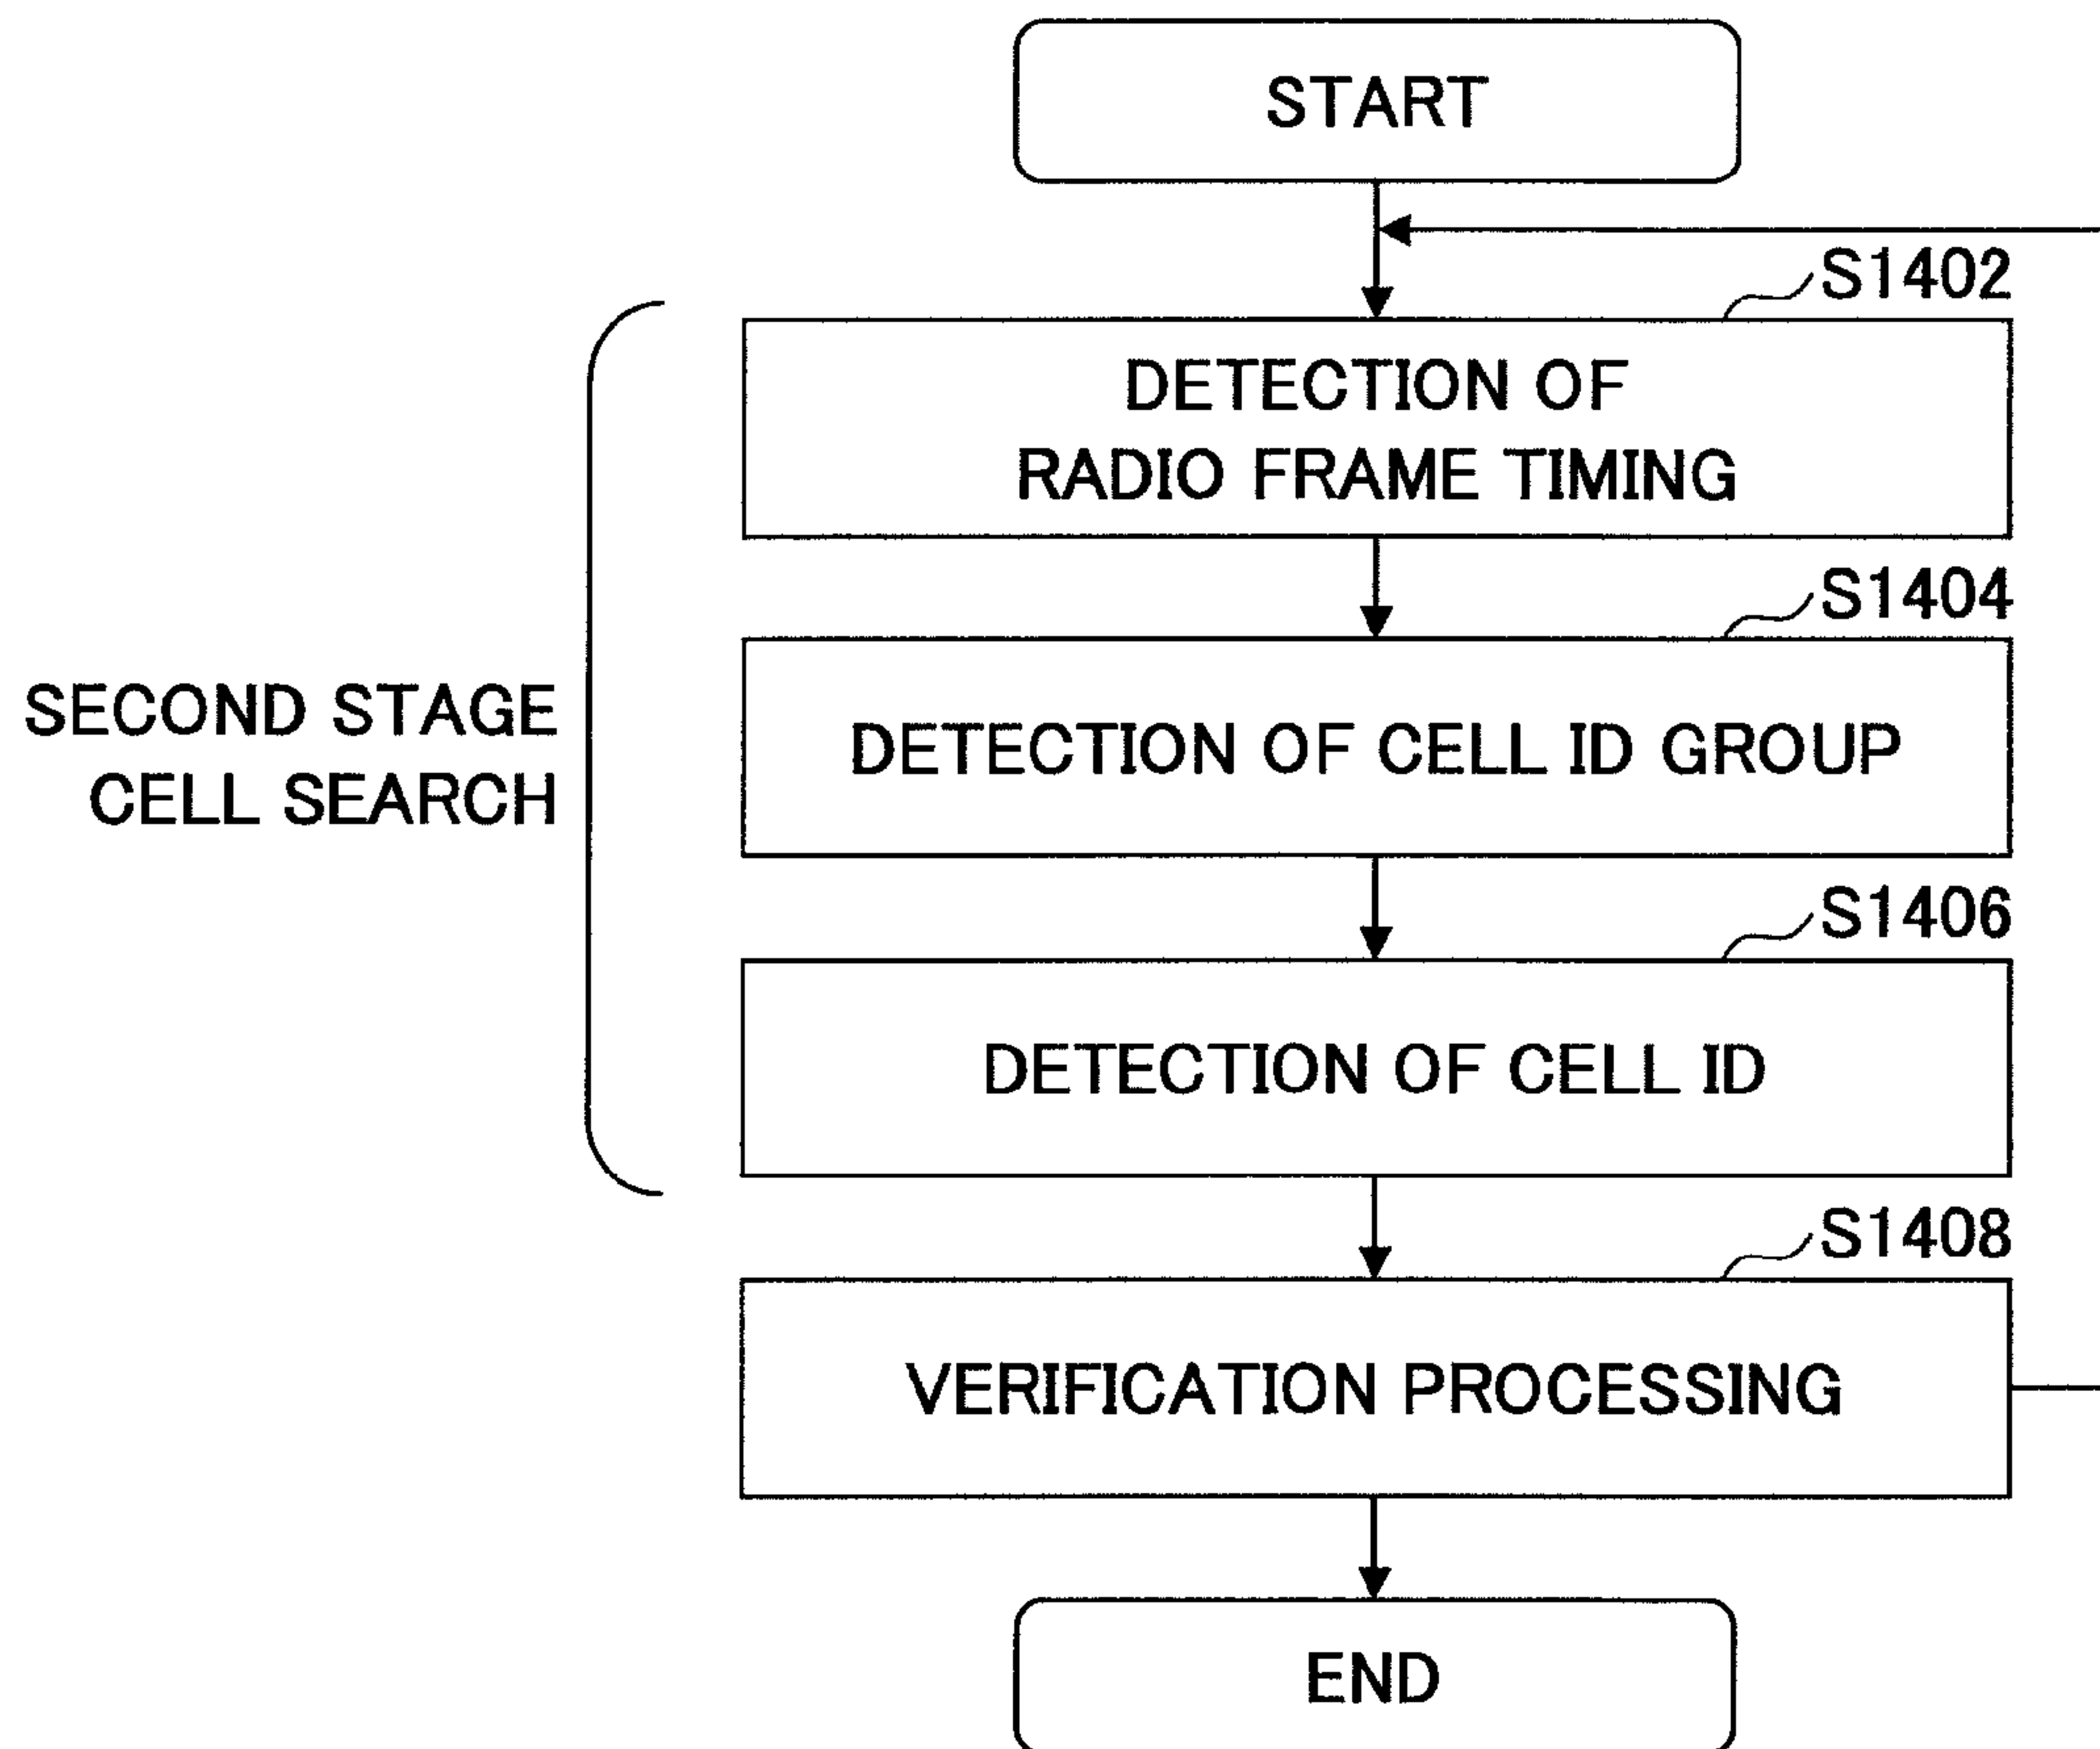 START
S1402
DETECTION OF
RADIO FRAME TIMING
S1404
SECOND STAGE
CELL SEARCH
DETECTION OF CELL ID GROUP
S1406
DETECTION OF CELL ID
S1408
VERIFICATION PROCESSING
END